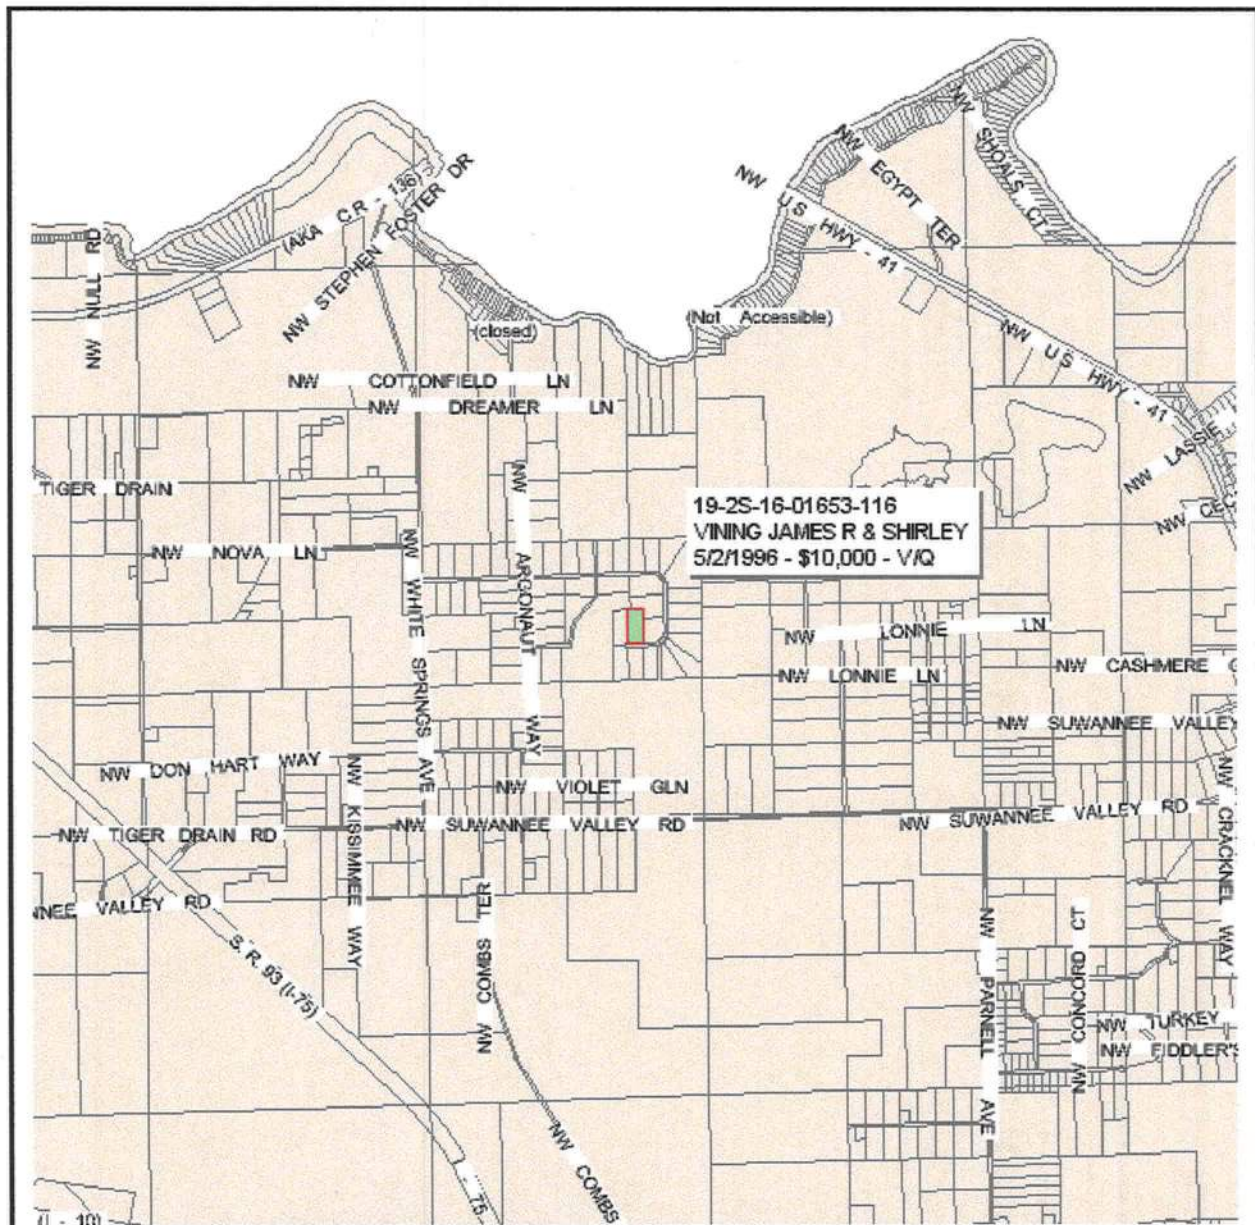 NW SHOALS CT
NW EGYPT TER
NW US HWY - 41
(AKA CR - 136)
NW STEPHEN FOSTER DR
NW NULL RD
(closed)
(Not Accessible)
NW US HWY - 41
NW COTTONFIELD LN
NW DREAMER LN
NW LASSIE
TIGER DRAIN
19-2S-16-01653-116
VINING JAMES R & SHIRLEY
5/2/1996 - $10,000 - V/Q
NW NOVA LN
NW WHITE SPRINGS AVE
NW ARGONAUT WAY
NW LONNIE LN
NW LONNIE LN
NW CASHMERE
NW SUWANNEE VALLEY
NW DON HART WAY
NW KISSIMMEE WAY
NW VIOLET GLN
NW TIGER DRAIN RD
NW SUWANNEE VALLEY RD
NW SUWANNEE VALLEY RD
NW CRACKNEL WAY
NNEE VALLEY RD
S. R. 93 (I-75)
NW COMBS TER
NW PARNELL AVE
NW CONCORD CT
NW TURKEY
NW FIDDLER'S
NW COMBS
- 75
(I - 10)